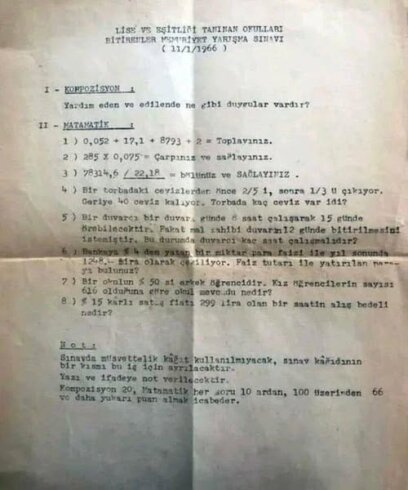 LİSE VE EŞİTLİĞİ TANINAN OKULLARI
BİTİRENLER MEMURİYET YARIŞMA SINAVI
( 11/1/1966 )
I - KOMPOZİSYON :
Yardım eden ve edilende ne gibi duygular vardır?
II - MATAMATİK :
1 ) 0,052 + 17,1 + 8793 + 2 = Toplayınız.
2 ) 285 X 0,075 = Çarpınız ve sağlayınız.
3 ) 78314,6 / 22,18 = bölünüz ve SAĞLAYINIZ .
4 ) Bir torbadaki cevizlerden önce 2/5 i, sonra 1/3 ü çıkıyor.
Geriye 40 ceviz kalıyor. Torbada kaç ceviz var idi?
5 ) Bir duvarcı bir duvarı günde 8 saat çalışarak 15 günde
örebilecektir. Fakat mal sahibi duvarın 12 günde bitirilmesini
istemiştir. Bu durumda duvarcı kaç saat çalışmalıdır?
6 ) Bankaya % 4 den yatan bir miktar para faizi ile yıl sonunda
1248.- lira olarak çekiliyor. Faiz tutarı ile yatırılan para-
yı bulunuz?
7 ) Bir okulun % 50 si erkek öğrencidir. Kız öğrencilerin sayısı
616 olduğuna göre okul mevcudu nedir?
8 ) % 15 karlı satış fiatı 299 lira olan bir saatin alış bedeli
nedir?
Not:
Sınavda müsvettelik kâğıt kullanılmıyacak, sınav kâğıdının
bir kısmı bu iş için ayrılacaktır.
Yazı ve ifadeye not verilecektir.
Kompozisyon 20, Matamatik her soru 10 ardan, 100 üzerinden 66
ve daha yukarı puan almak icabeder.